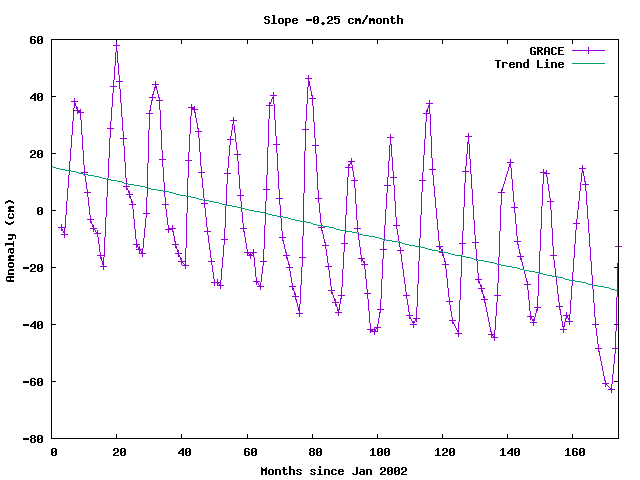 Slope -0.25 cm/month
GRACE
Trend Line
60
40
20
0
-20
-40
-60
-80
Anomaly (cm)
0 20 40 60 80 100 120 140 160
Months since Jan 2002